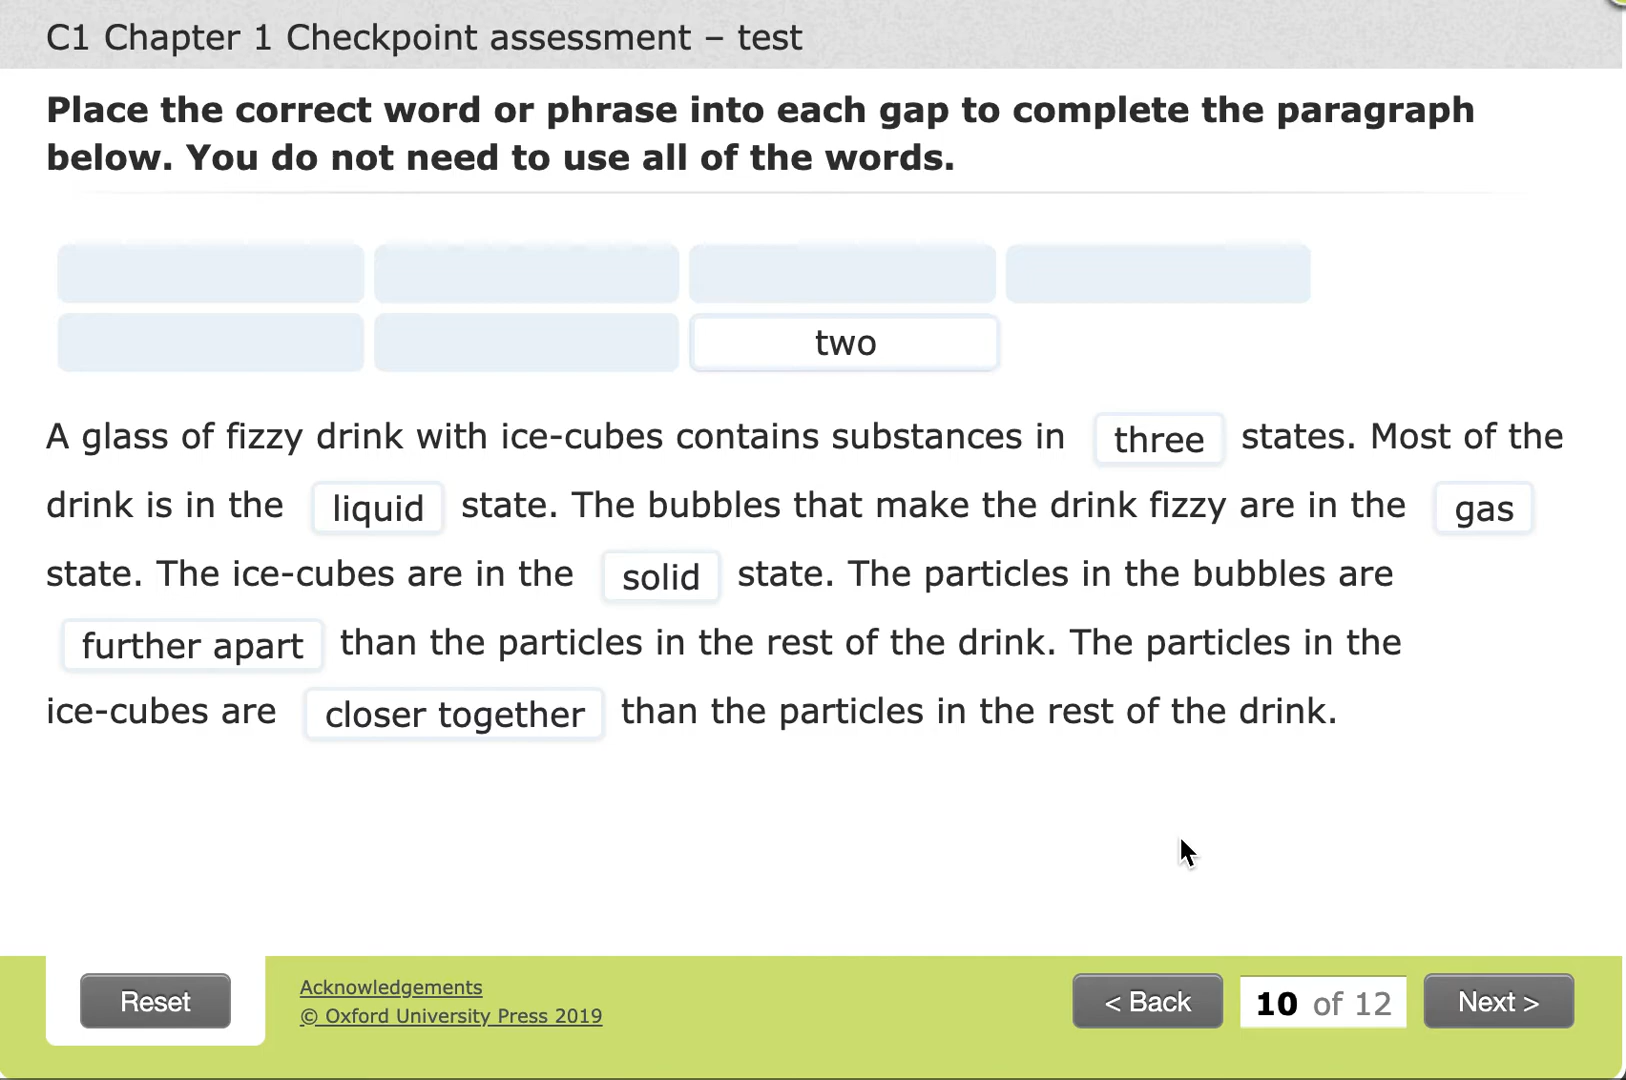 C1 Chapter 1 Checkpoint assessment – test
Place the correct word or phrase into each gap to complete the paragraph
below. You do not need to use all of the words.
two
A glass of fizzy drink with ice-cubes contains substances in three states. Most of the
drink is in the liquid state. The bubbles that make the drink fizzy are in the gas
state. The ice-cubes are in the solid state. The particles in the bubbles are
further apart than the particles in the rest of the drink. The particles in the
ice-cubes are closer together than the particles in the rest of the drink.
Reset
Acknowledgements
© Oxford University Press 2019
< Back
10 of 12
Next >